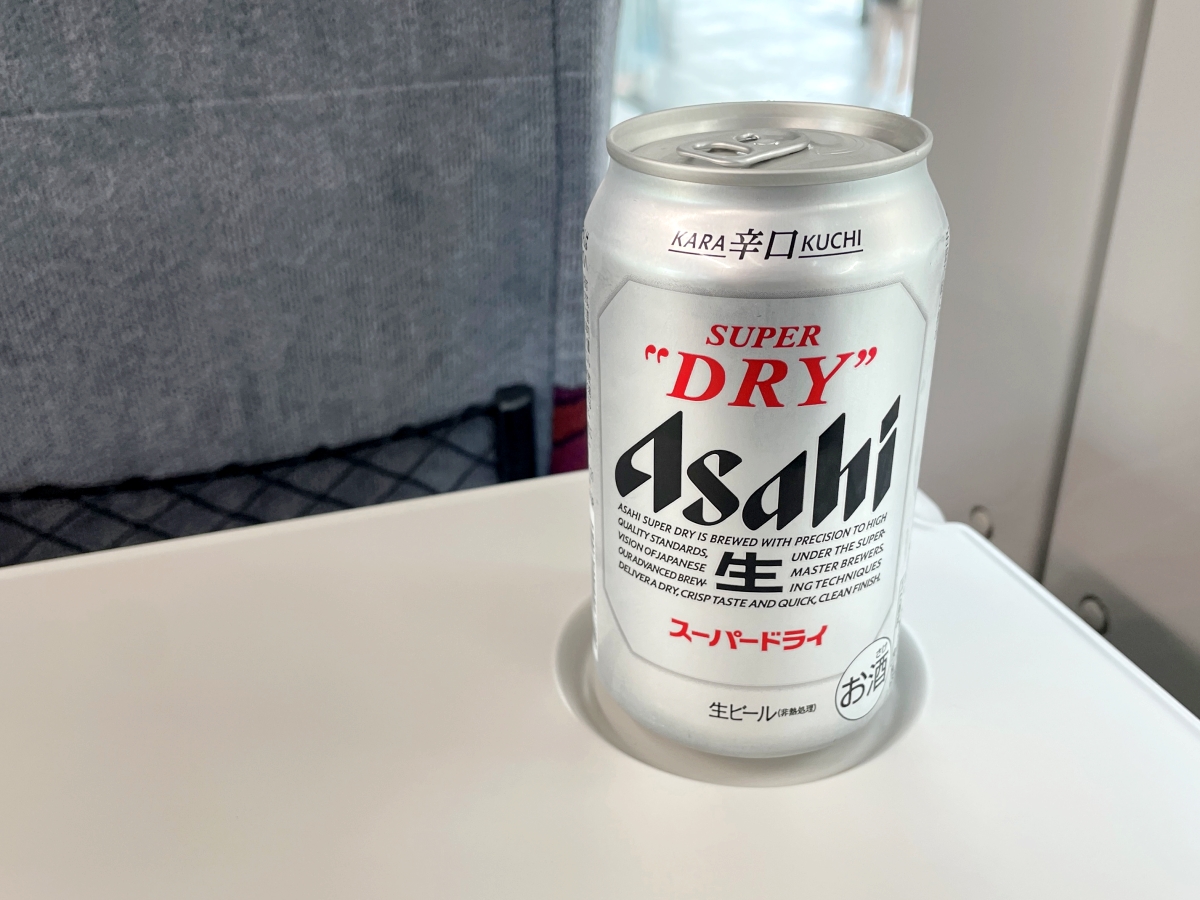 KARA 辛口 KUCHI
SUPER
"DRY"
Asahi
ASAHI SUPER DRY IS BREWED WITH PRECISION TO HIGH
QUALITY STANDARDS, UNDER THE SUPER-
VISION OF JAPANESE MASTER BREWERS.
OUR ADVANCED BREW- ING TECHNIQUES
DELIVER A DRY, CRISP TASTE AND QUICK, CLEAN FINISH.
生
スーパードライ
さけ
お酒
生ビール(非熱処理)